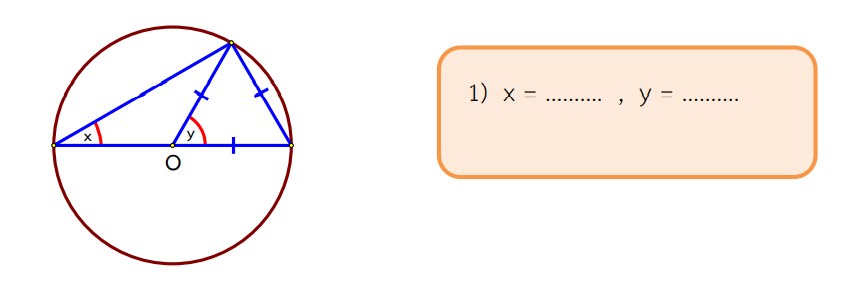 x
y
O
1) x = .......... , y = ..........